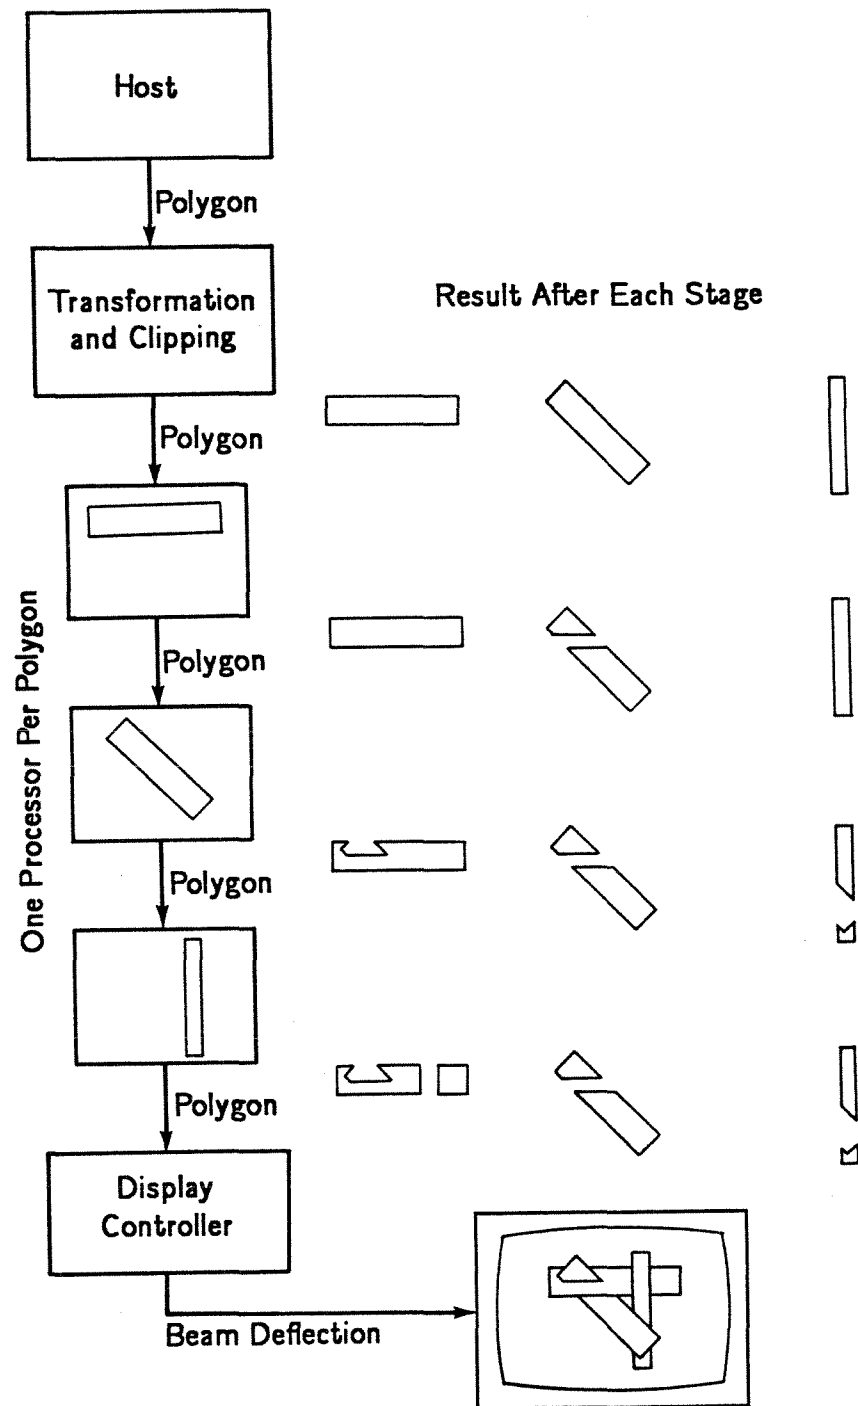 Host
Polygon
Transformation
and Clipping
Result After Each Stage
Polygon
One Processor Per Polygon
Polygon
Polygon
Polygon
Display
Controller
Beam Deflection